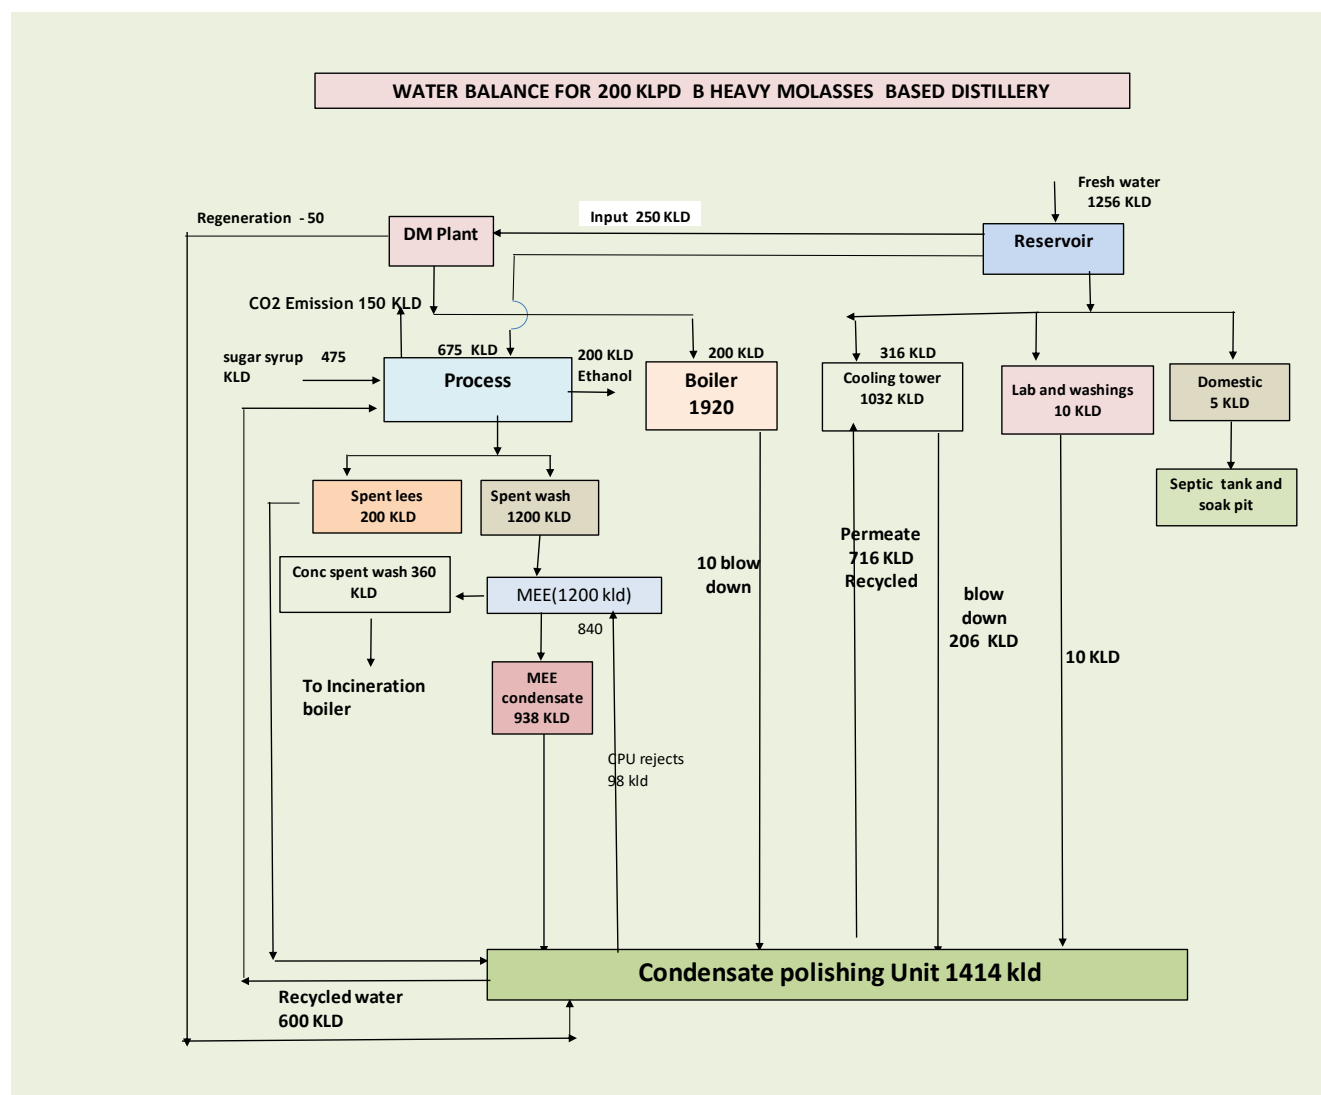 WATER BALANCE FOR 200 KLPD B HEAVY MOLASSES BASED DISTILLERY
Fresh water
1256 KLD
Regeneration - 50
DM Plant
Input 250 KLD
Reservoir
CO2 Emission 150 KLD
sugar syrup 475
KLD
675 KLD
Process
200 KLD
Ethanol
200 KLD
Boiler
1920
316 KLD
Cooling tower
1032 KLD
Lab and washings
10 KLD
Domestic
5 KLD
Spent lees
200 KLD
Spent wash
1200 KLD
Septic tank and
soak pit
Conc spent wash 360
KLD
MEE(1200 kld)
840
10 blow
down
Permeate
716 KLD
Recycled
blow
down
206 KLD
10 KLD
To Incineration
boiler
MEE
condensate
938 KLD
CPU rejects
98 kld
Condensate polishing Unit 1414 kld
Recycled water
600 KLD